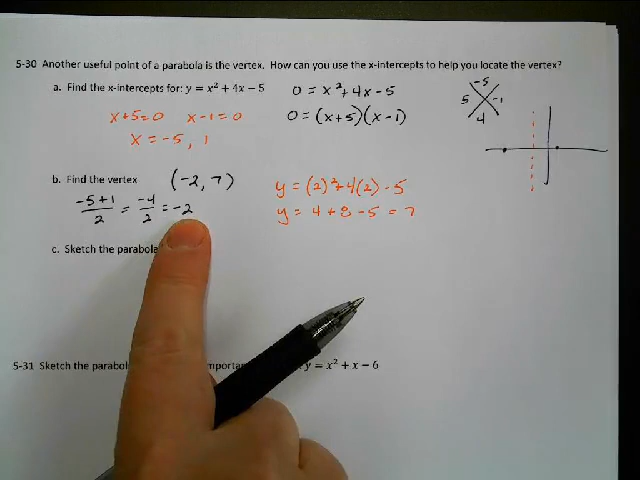 5-30 Another useful point of a parabola is the vertex. How can you use the x-intercepts to help you locate the vertex?
a. Find the x-intercepts for: y = x² + 4x − 5
0 = x² + 4x - 5
0 = (x+5)(x-1)
x+5=0 x-1=0
x = -5, 1
-5
5 -1
4
b. Find the vertex (-2, 7)
-5+1/2 = -4/2 = -2
y = (2)² + 4(2) - 5
y = 4 + 8 - 5 = 7
c. Sketch the parabola
5-31 Sketch the parabol
importa
y = x² + x − 6